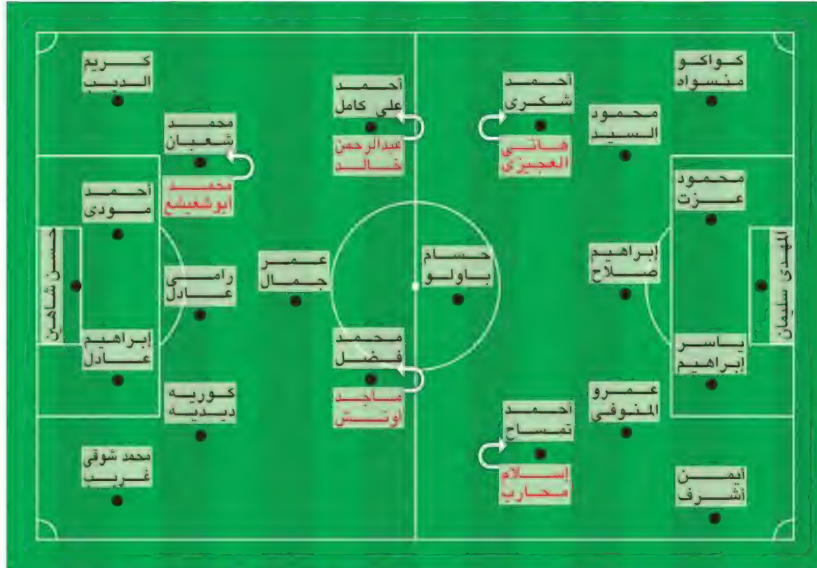 كريم
الديب
محمد
شعبان
محمد
أبوشعيشع
أحمد
مودى
حسن شاهين
رامى
عادل
إبراهيم
عادل
كوريه
ديديه
محمد شوقى
غريب
أحمد
على كامل
عبدالرحمن
خالد
عمر
جمال
محمد
فضل
ماجد
اونتش
أحمد
شكرى
هانى
العجيزى
حسام
باولو
أحمد
تمساح
إسلام
محارب
كواكو
منسواه
محمود
السيد
محمود
عزت
إبراهيم
صلاح
المهدى سليمان
ياسر
إبراهيم
عمرو
المنوفي
أيمن
أشرف